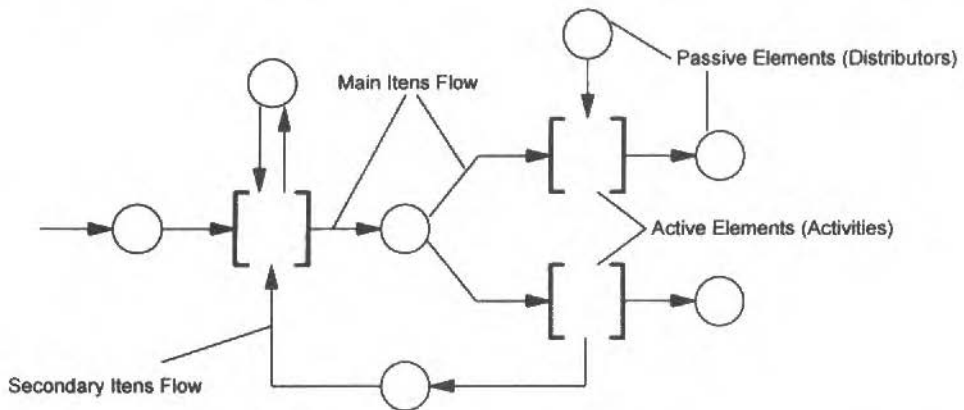 Passive Elements (Distributors)
Main Itens Flow
Active Elements (Activities)
Secondary Itens Flow